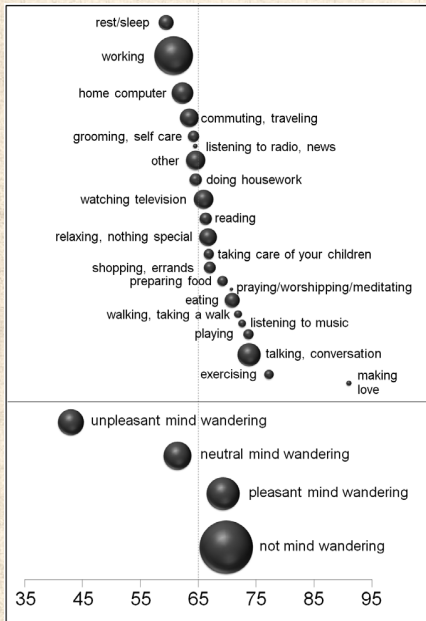 rest/sleep
working
home computer
commuting, traveling
grooming, self care
listening to radio, news
other
doing housework
watching television
reading
relaxing, nothing special
taking care of your children
shopping, errands
preparing food
praying/worshipping/meditating
eating
walking, taking a walk
listening to music
playing
talking, conversation
exercising
making
love
unpleasant mind wandering
neutral mind wandering
pleasant mind wandering
not mind wandering
35 45 55 65 75 85 95